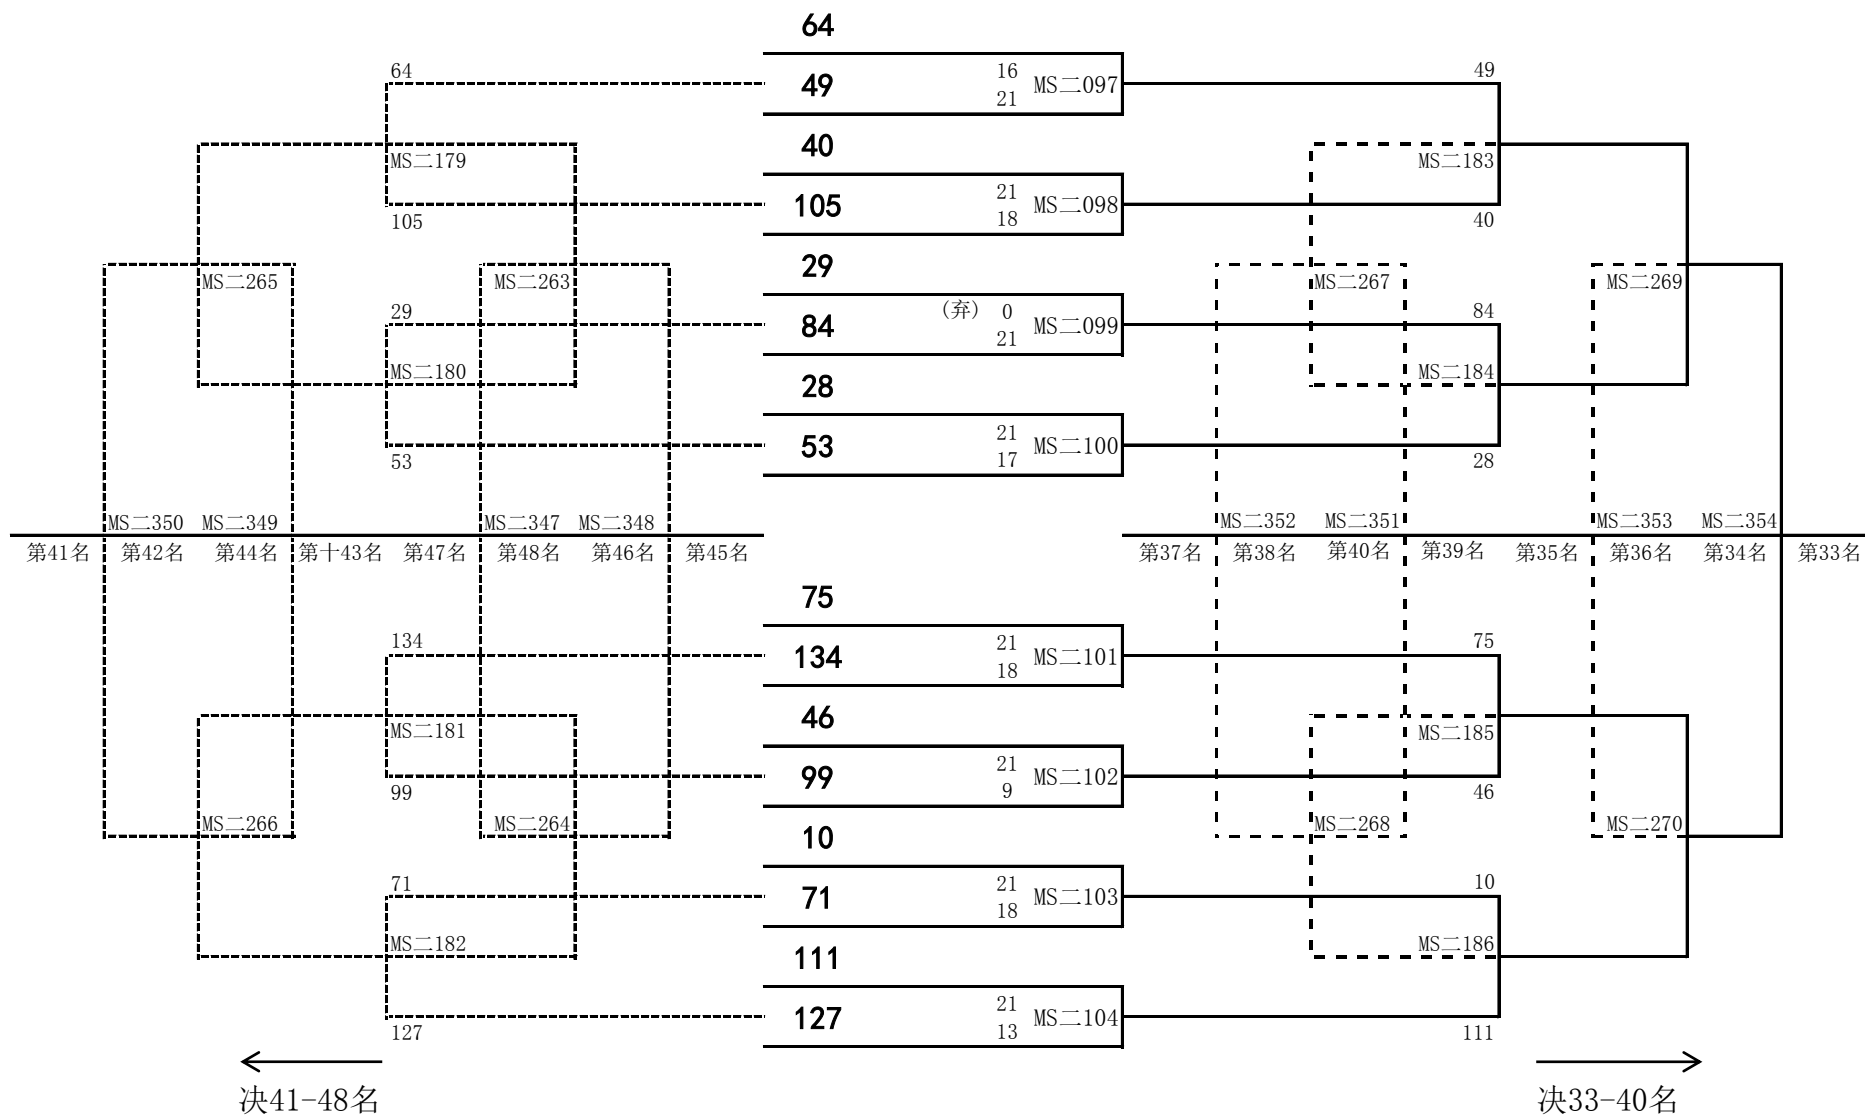 64
64
49
16
21
MS二097
49
40
MS二179
MS二183
105
105
21
18
MS二098
40
29
MS二265
MS二263
MS二267
MS二269
29
84
(弃) 0
21
MS二099
84
28
MS二180
MS二184
53
53
21
17
MS二100
28
MS二350 MS二349 MS二347 MS二348
MS二352 MS二351 MS二353 MS二354
第41名 第42名 第44名 第十43名 第47名 第48名 第46名 第45名
第37名 第38名 第40名 第39名 第35名 第36名 第34名 第33名
75
134
134
21
18
MS二101
75
46
MS二181
MS二185
99
99
21
9
MS二102
46
10
MS二266
MS二264
MS二268
MS二270
71
71
21
18
MS二103
10
111
MS二182
MS二186
127
127
21
13
MS二104
111
决41-48名
决33-40名